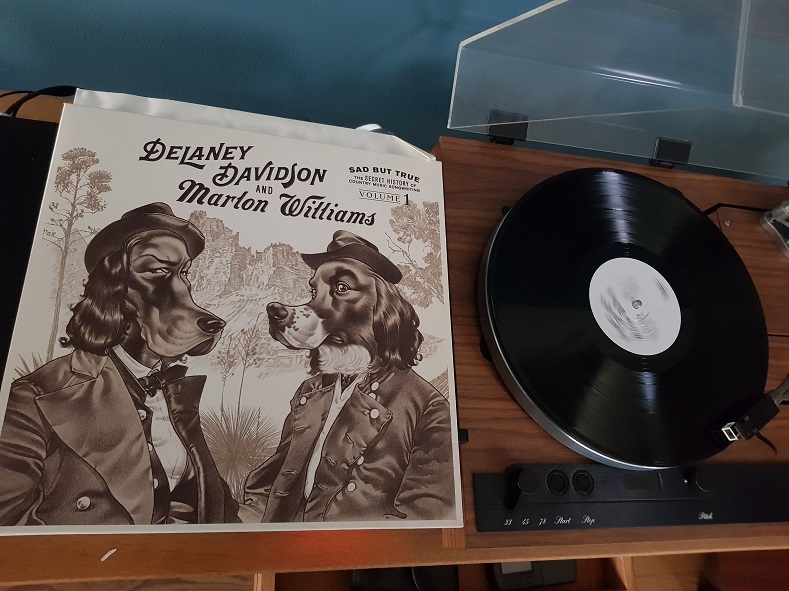 DELANEY
DAVIDSON
AND
Marlon Williams
SAD BUT TRUE
THE SECRET HISTORY OF
COUNTRY MUSIC SONGWRITING
VOLUME 1
33 45 78 Start Stop
Pitch